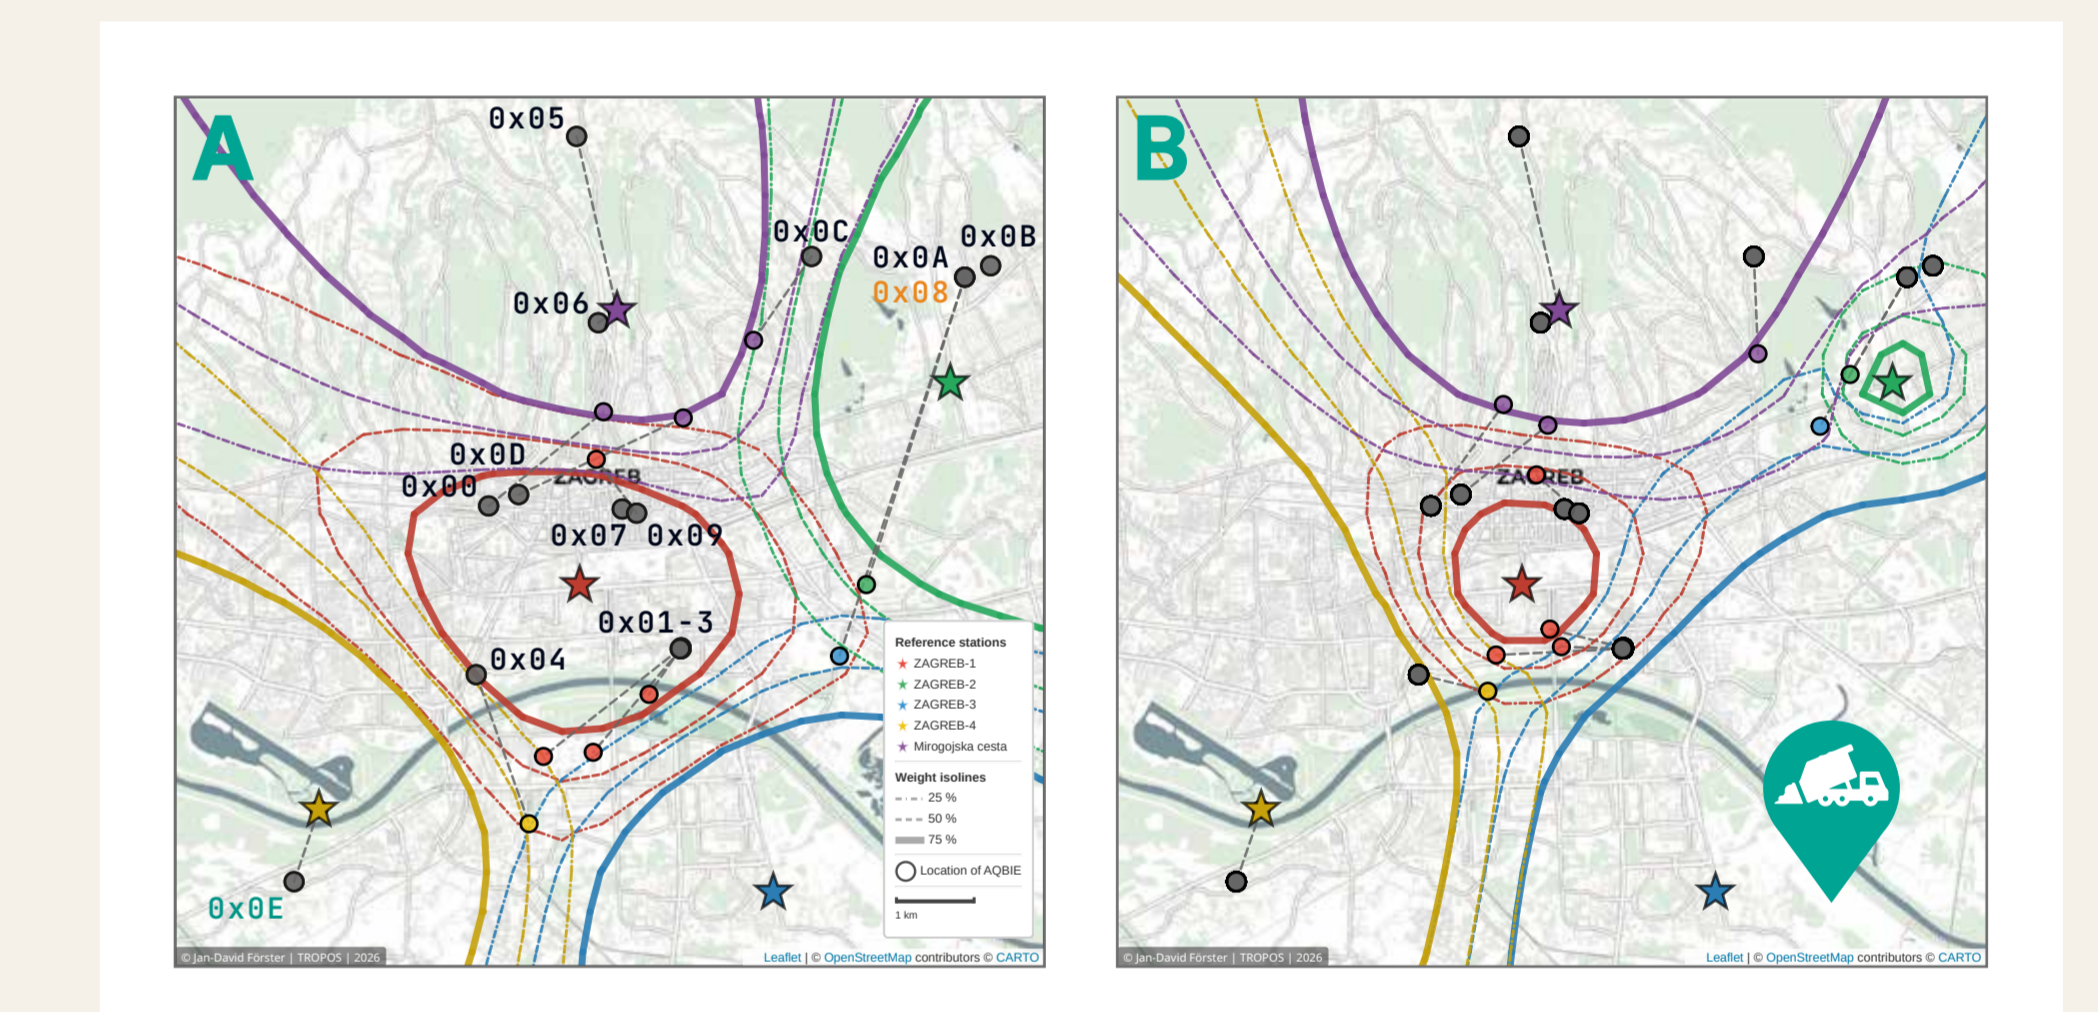 A
0x05
0x0C
0x0B
0x0A
0x08
0x06
0x0D
ZAGREB
0x00
0x07 0x09
0x01-3
0x04
0x0E
Reference stations
ZAGREB-1
ZAGREB-2
ZAGREB-3
ZAGREB-4
Mirogojska cesta
Weight isolines
25 %
50 %
75 %
Location of AQBIE
1 km
© Jan-David Förster | TROPOS | 2026
Leaflet | © OpenStreetMap contributors © CARTO
B
ZAGREB
© Jan-David Förster | TROPOS | 2026
Leaflet | © OpenStreetMap contributors © CARTO